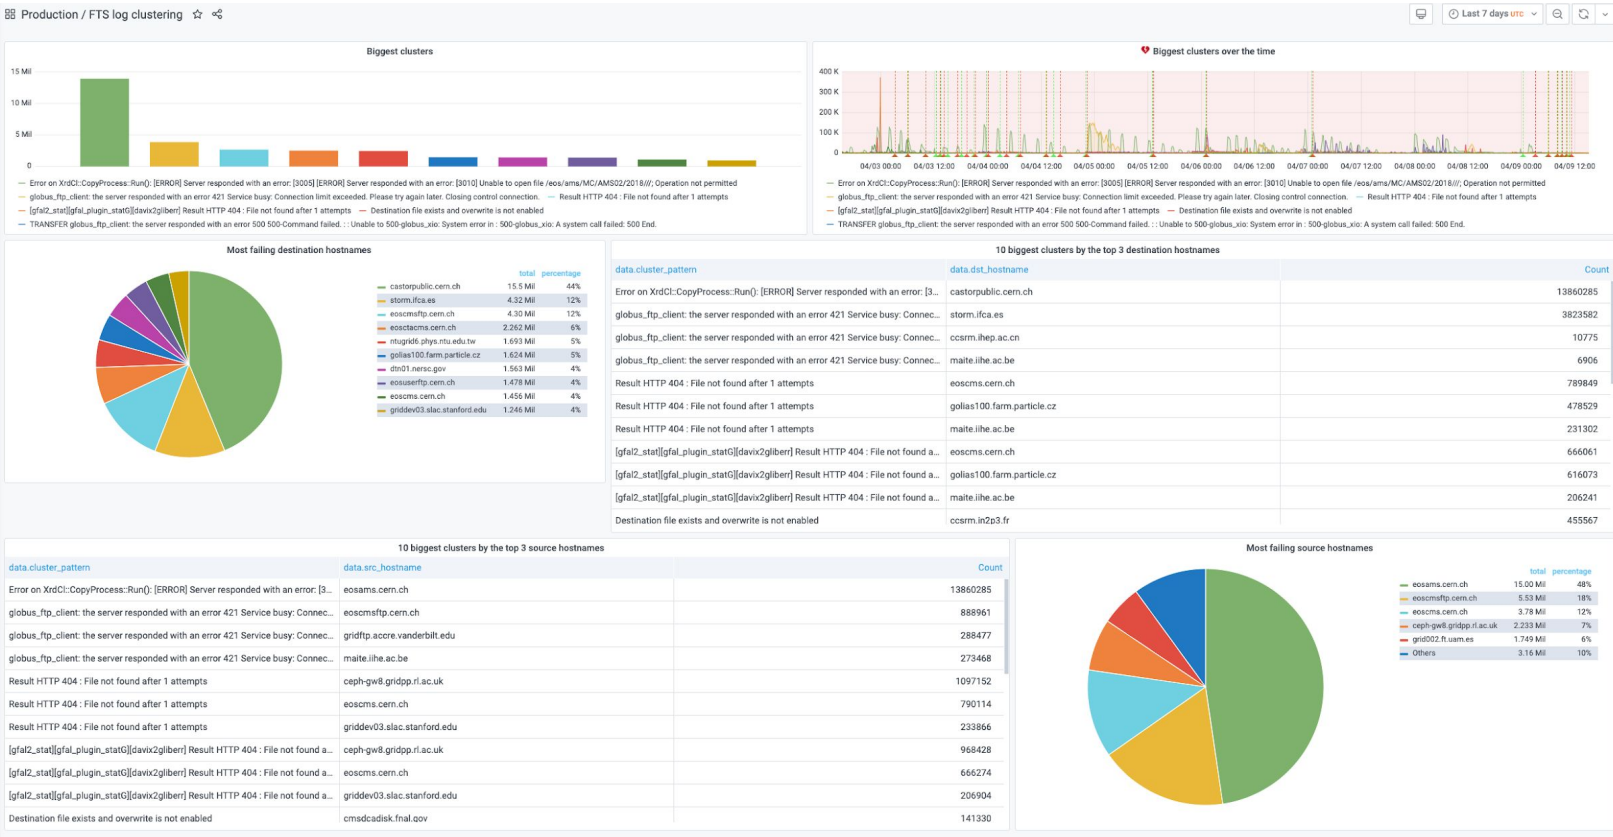 Production / FTS log clustering
Last 7 days UTC
Biggest clusters
15 Mil
10 Mil
5 Mil
0
Error on XrdCl::CopyProcess::Run(): [ERROR] Server responded with an error: [3005] [ERROR] Server responded with an error: [3010] Unable to open file /eos/ams/MC/AMS02/2018///; Operation not permitted
globus_ftp_client: the server responded with an error 421 Service busy: Connection limit exceeded. Please try again later. Closing control connection. Result HTTP 404 : File not found after 1 attempts
[gfal2_stat][gfal_plugin_statG][davix2gliberr] Result HTTP 404 : File not found after 1 attempts Destination file exists and overwrite is not enabled
TRANSFER globus_ftp_client: the server responded with an error 500 500-Command failed. : : Unable to 500-globus_xio: System error in : 500-globus_xio: A system call failed: 500 End.
Biggest clusters over the time
400 K
300 K
200 K
100 K
0
04/03 00:00 04/03 12:00 04/04 00:00 04/04 12:00 04/05 00:00 04/05 12:00 04/06 00:00 04/06 12:00 04/07 00:00 04/07 12:00 04/08 00:00 04/08 12:00 04/09 00:00 04/09 12:00
Error on XrdCl::CopyProcess::Run(): [ERROR] Server responded with an error: [3005] [ERROR] Server responded with an error: [3010] Unable to open file /eos/ams/MC/AMS02/2018///; Operation not permitted
globus_ftp_client: the server responded with an error 421 Service busy: Connection limit exceeded. Please try again later. Closing control connection. Result HTTP 404 : File not found after 1 attempts
[gfal2_stat][gfal_plugin_statG][davix2gliberr] Result HTTP 404 : File not found after 1 attempts Destination file exists and overwrite is not enabled
TRANSFER globus_ftp_client: the server responded with an error 500 500-Command failed. : : Unable to 500-globus_xio: System error in : 500-globus_xio: A system call failed: 500 End.
Most failing destination hostnames
total percentage
castorpublic.cern.ch 15.5 Mil 44%
storm.ifca.es 4.32 Mil 12%
eoscmsftp.cern.ch 4.30 Mil 12%
eosctacms.cern.ch 2.262 Mil 6%
ntugrid6.phys.ntu.edu.tw 1.693 Mil 5%
golias100.farm.particle.cz 1.624 Mil 5%
dtn01.nersc.gov 1.563 Mil 4%
eosuserftp.cern.ch 1.478 Mil 4%
eoscms.cern.ch 1.456 Mil 4%
griddev03.slac.stanford.edu 1.246 Mil 4%
10 biggest clusters by the top 3 destination hostnames
data.cluster_pattern data.dst_hostname Count
Error on XrdCl::CopyProcess::Run(): [ERROR] Server responded with an error: [3... castorpublic.cern.ch 13860285
globus_ftp_client: the server responded with an error 421 Service busy: Connec... storm.ifca.es 3823582
globus_ftp_client: the server responded with an error 421 Service busy: Connec... ccsrm.ihep.ac.cn 10775
globus_ftp_client: the server responded with an error 421 Service busy: Connec... maite.iihe.ac.be 6906
Result HTTP 404 : File not found after 1 attempts eoscms.cern.ch 789849
Result HTTP 404 : File not found after 1 attempts golias100.farm.particle.cz 478529
Result HTTP 404 : File not found after 1 attempts maite.iihe.ac.be 231302
[gfal2_stat][gfal_plugin_statG][davix2gliberr] Result HTTP 404 : File not found a... eoscms.cern.ch 666061
[gfal2_stat][gfal_plugin_statG][davix2gliberr] Result HTTP 404 : File not found a... golias100.farm.particle.cz 616073
[gfal2_stat][gfal_plugin_statG][davix2gliberr] Result HTTP 404 : File not found a... maite.iihe.ac.be 206241
Destination file exists and overwrite is not enabled ccsrm.in2p3.fr 455567
10 biggest clusters by the top 3 source hostnames
data.cluster_pattern data.src_hostname Count
Error on XrdCl::CopyProcess::Run(): [ERROR] Server responded with an error: [3... eosams.cern.ch 13860285
globus_ftp_client: the server responded with an error 421 Service busy: Connec... eoscmsftp.cern.ch 888961
globus_ftp_client: the server responded with an error 421 Service busy: Connec... gridftp.accre.vanderbilt.edu 288477
globus_ftp_client: the server responded with an error 421 Service busy: Connec... maite.iihe.ac.be 273468
Result HTTP 404 : File not found after 1 attempts ceph-gw8.gridpp.rl.ac.uk 1097152
Result HTTP 404 : File not found after 1 attempts eoscms.cern.ch 790114
Result HTTP 404 : File not found after 1 attempts griddev03.slac.stanford.edu 233866
[gfal2_stat][gfal_plugin_statG][davix2gliberr] Result HTTP 404 : File not found a... ceph-gw8.gridpp.rl.ac.uk 968428
[gfal2_stat][gfal_plugin_statG][davix2gliberr] Result HTTP 404 : File not found a... eoscms.cern.ch 666274
[gfal2_stat][gfal_plugin_statG][davix2gliberr] Result HTTP 404 : File not found a... griddev03.slac.stanford.edu 206904
Destination file exists and overwrite is not enabled cmsdcadisk.fnal.gov 141330
Most failing source hostnames
total percentage
eosams.cern.ch 15.00 Mil 48%
eoscmsftp.cern.ch 5.53 Mil 18%
eoscms.cern.ch 3.78 Mil 12%
ceph-gw8.gridpp.rl.ac.uk 2.233 Mil 7%
grid002.ft.uam.es 1.749 Mil 6%
Others 3.16 Mil 10%